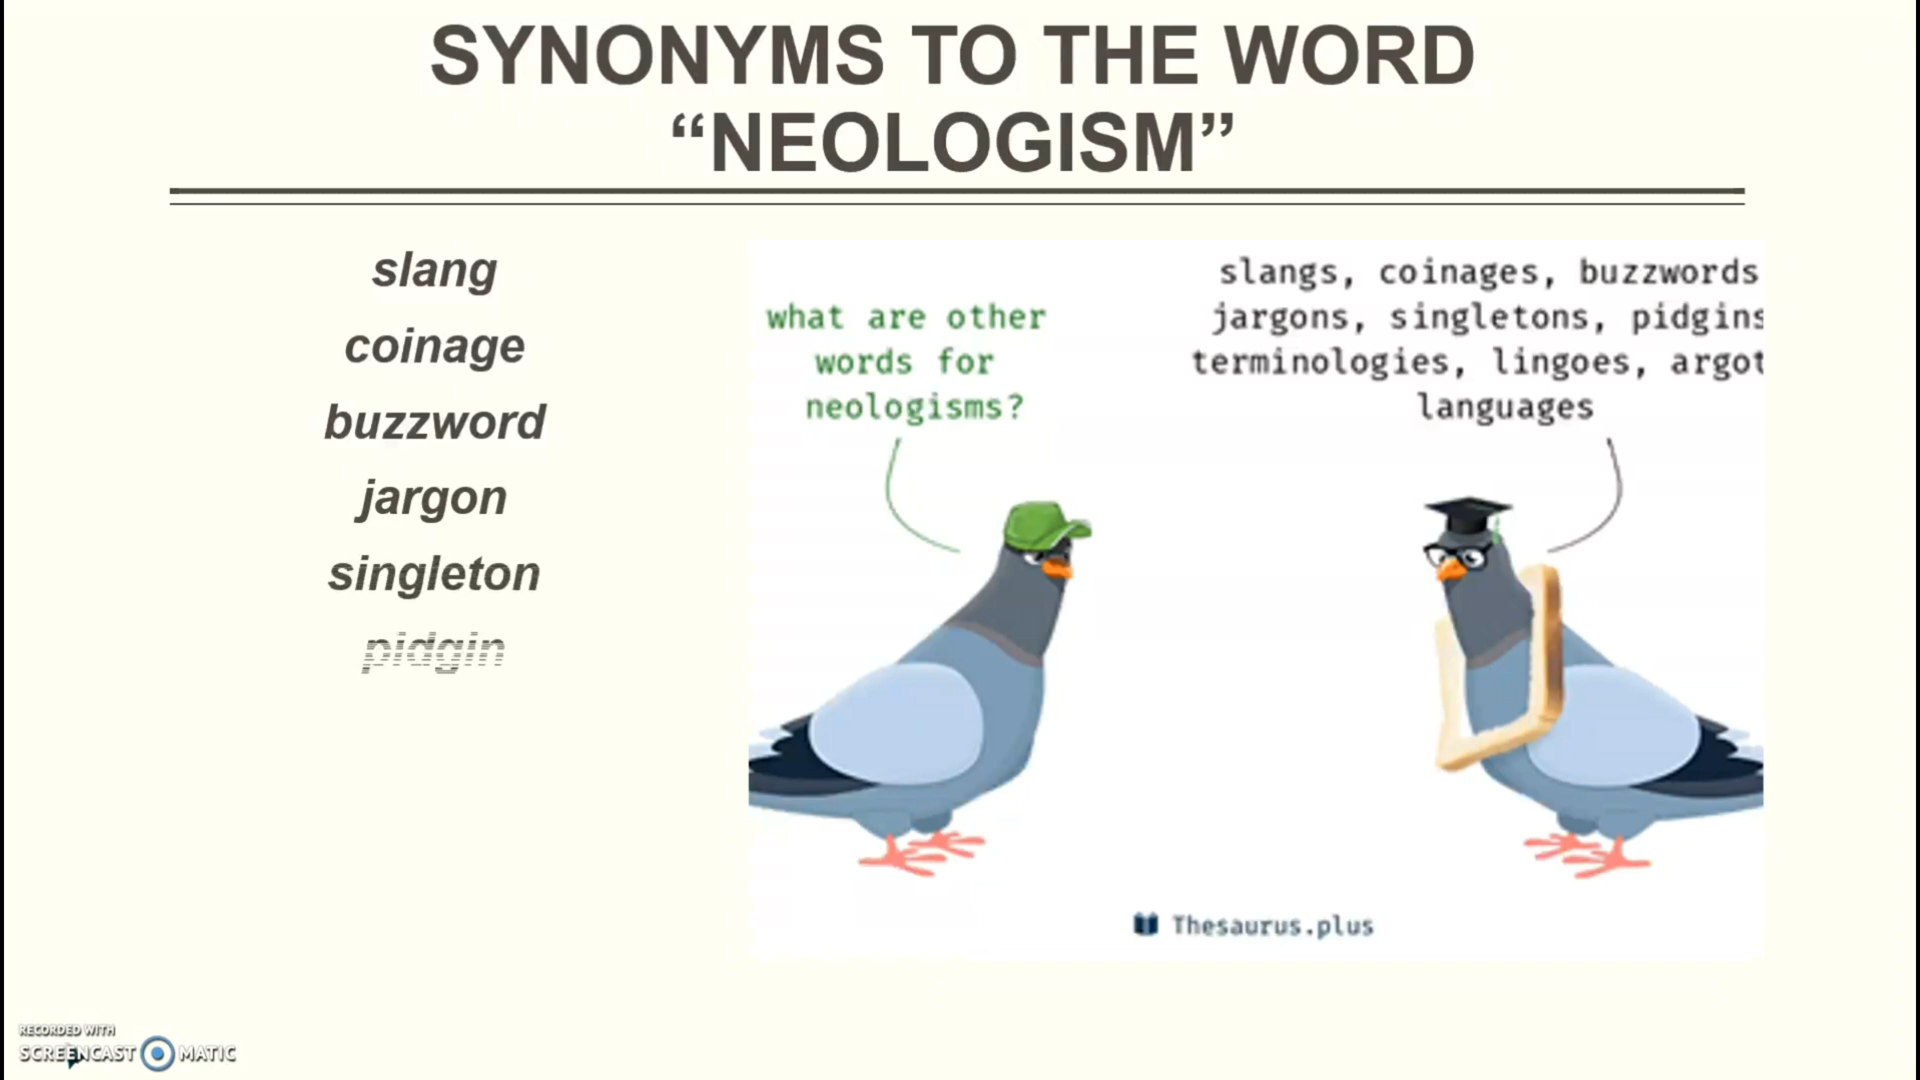 SYNONYMS TO THE WORD
“NEOLOGISM”
slang
coinage
buzzword
jargon
singleton
pidgin
what are other
words for
neologisms?
slangs, coinages, buzzwords
jargons, singletons, pidgins
terminologies, lingoes, argot
languages
Thesaurus.plus
RECORDED WITH
SCREENCAST MATIC